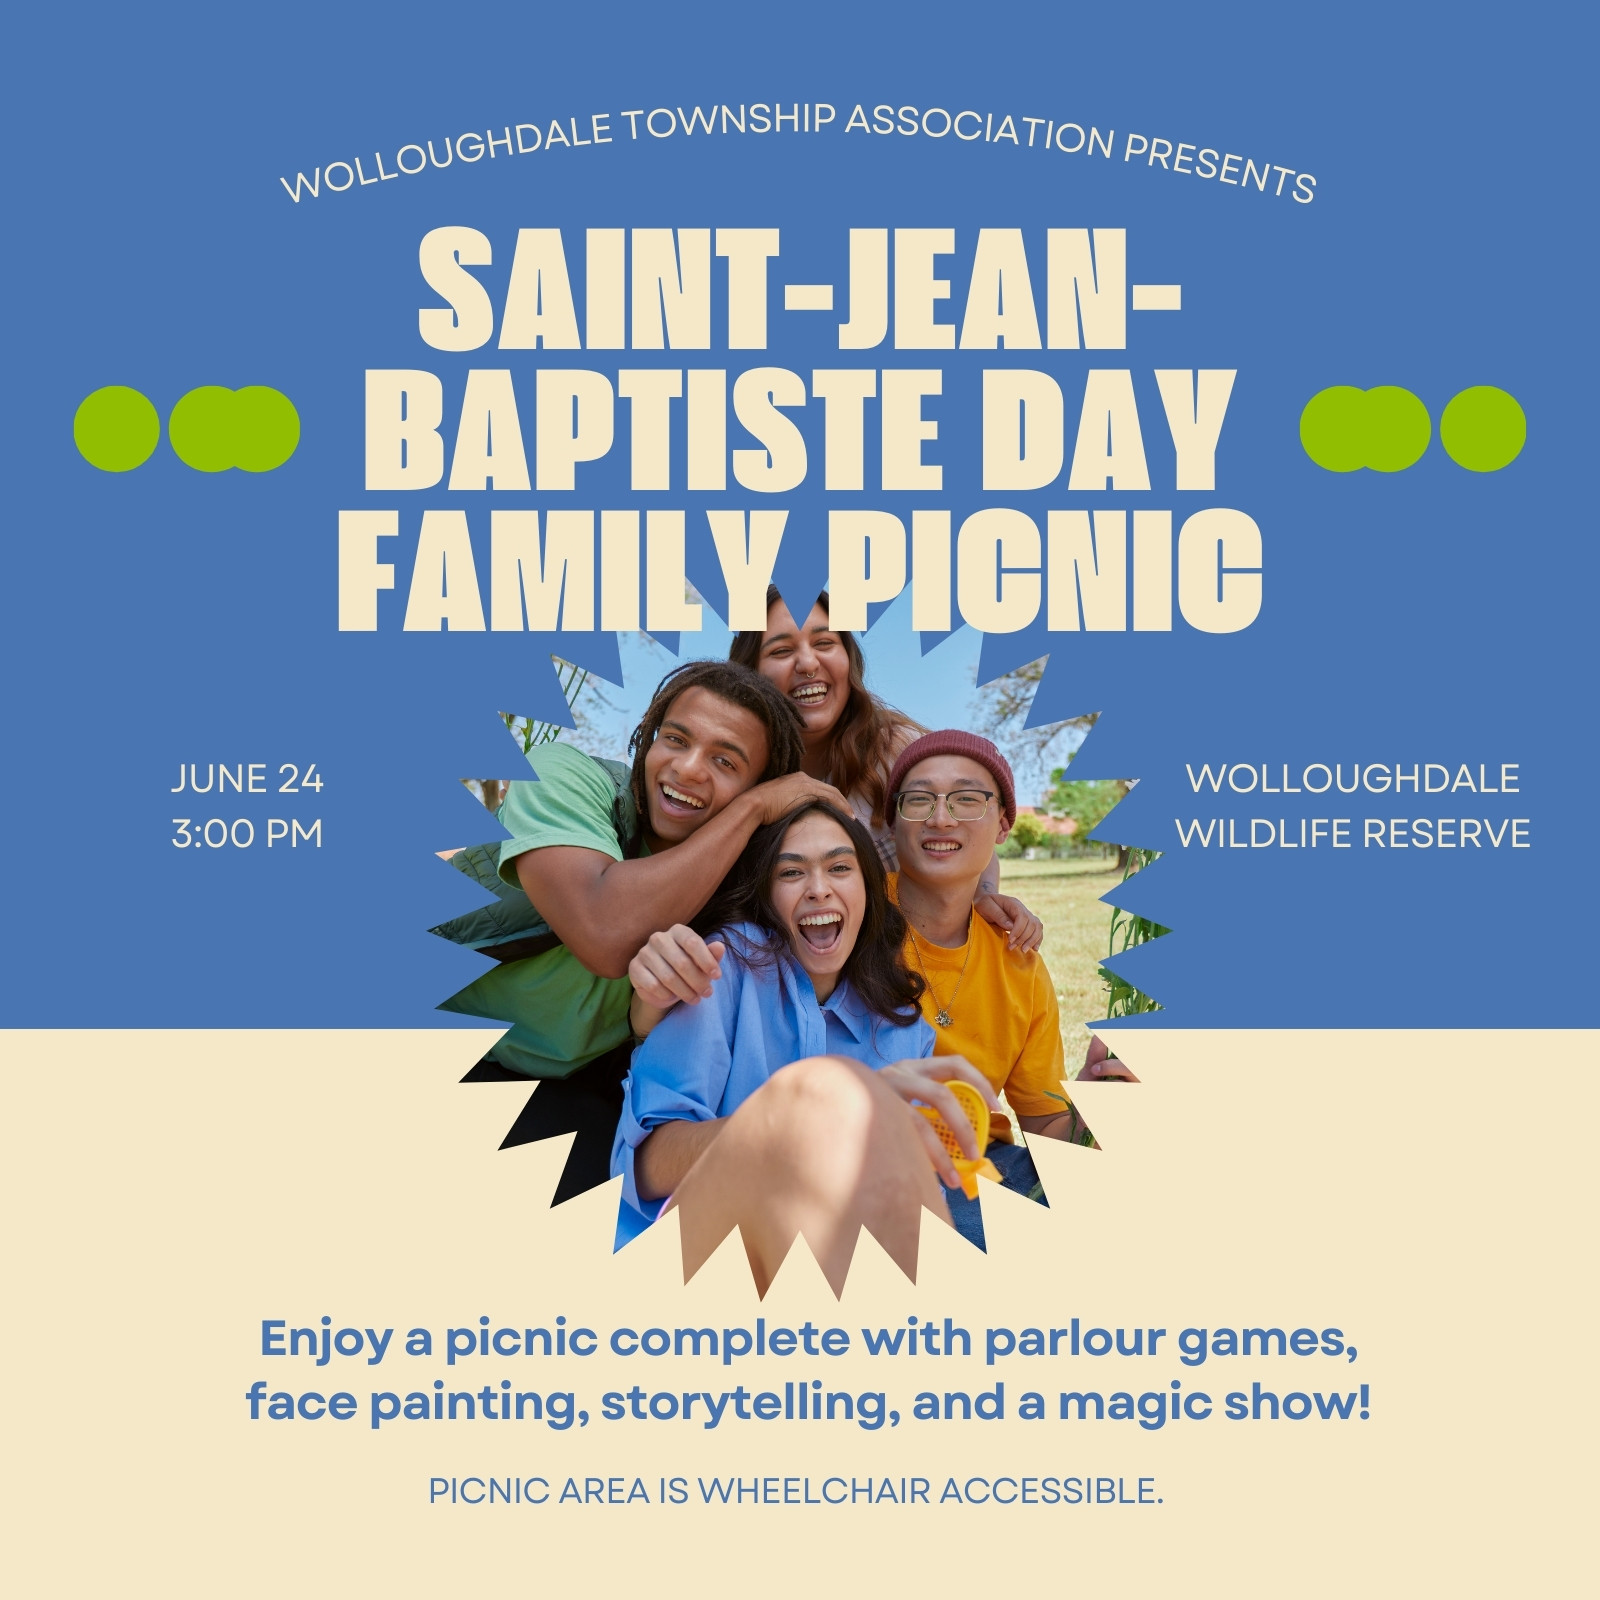 WOLLOUGHDALE TOWNSHIP ASSOCIATION PRESENTS
SAINT-JEAN-
BAPTISTE DAY
FAMILY PICNIC
JUNE 24
3:00 PM
WOLLOUGHDALE
WILDLIFE RESERVE
Enjoy a picnic complete with parlour games,
face painting, storytelling, and a magic show!
PICNIC AREA IS WHEELCHAIR ACCESSIBLE.